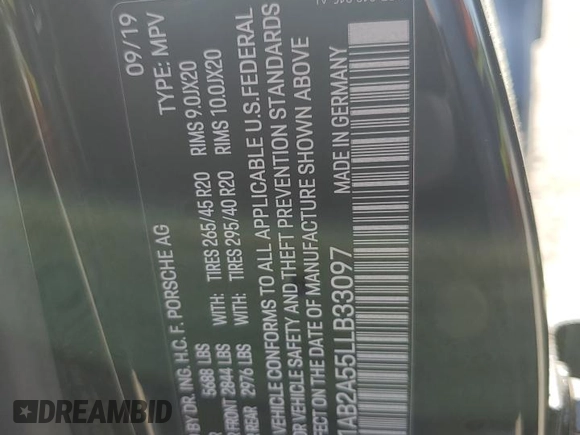 09/19
TYPE: MPV
BY DR. ING. H.C. F. PORSCHE AG
5688 LBS WITH: TIRES 265/45 R20 RIMS 9.0JX20
FRONT 2844 LBS WITH: TIRES 295/40 R20 RIMS 10.0JX20
REAR 2976 LBS
VEHICLE CONFORMS TO ALL APPLICABLE U.S. FEDERAL
VEHICLE SAFETY AND THEFT PREVENTION STANDARDS
EFFECT ON DATE OF MANUFACTURE SHOWN ABOVE
MADE IN GERMANY
1AB2A55LLB33097
DREAMBID